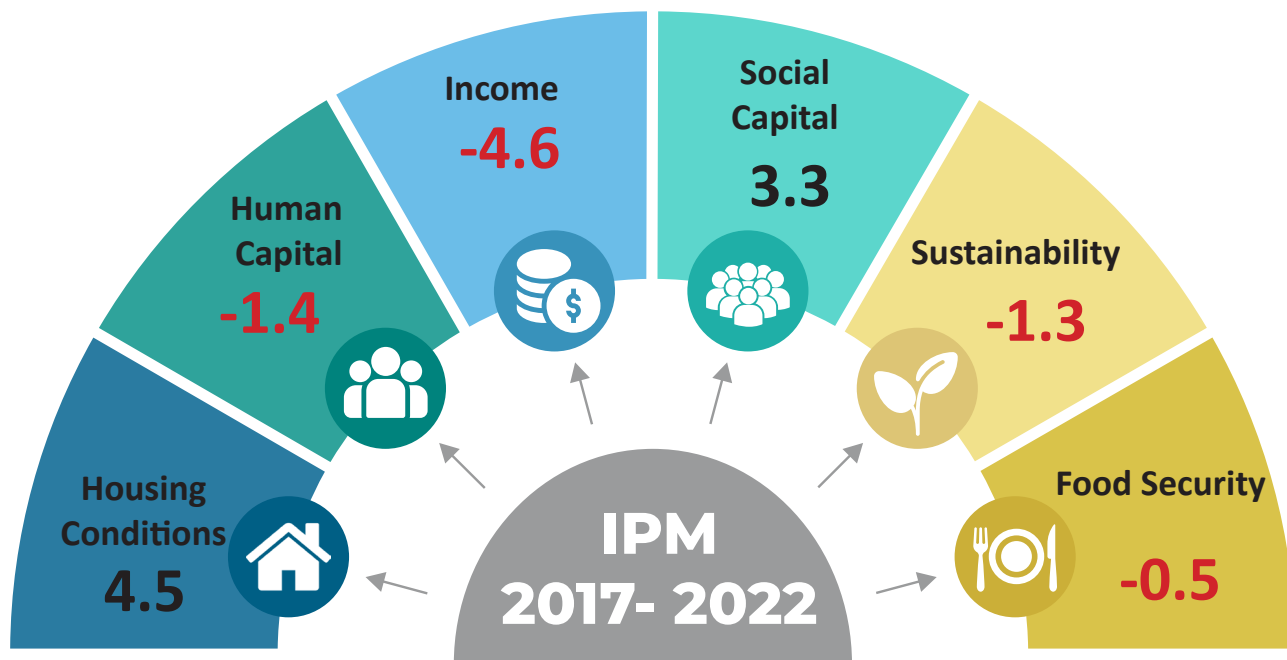 Housing
Conditions
4.5
Human
Capital
-1.4
Income
-4.6
$
Social
Capital
3.3
Sustainability
-1.3
Food Security
-0.5
IPM
2017- 2022